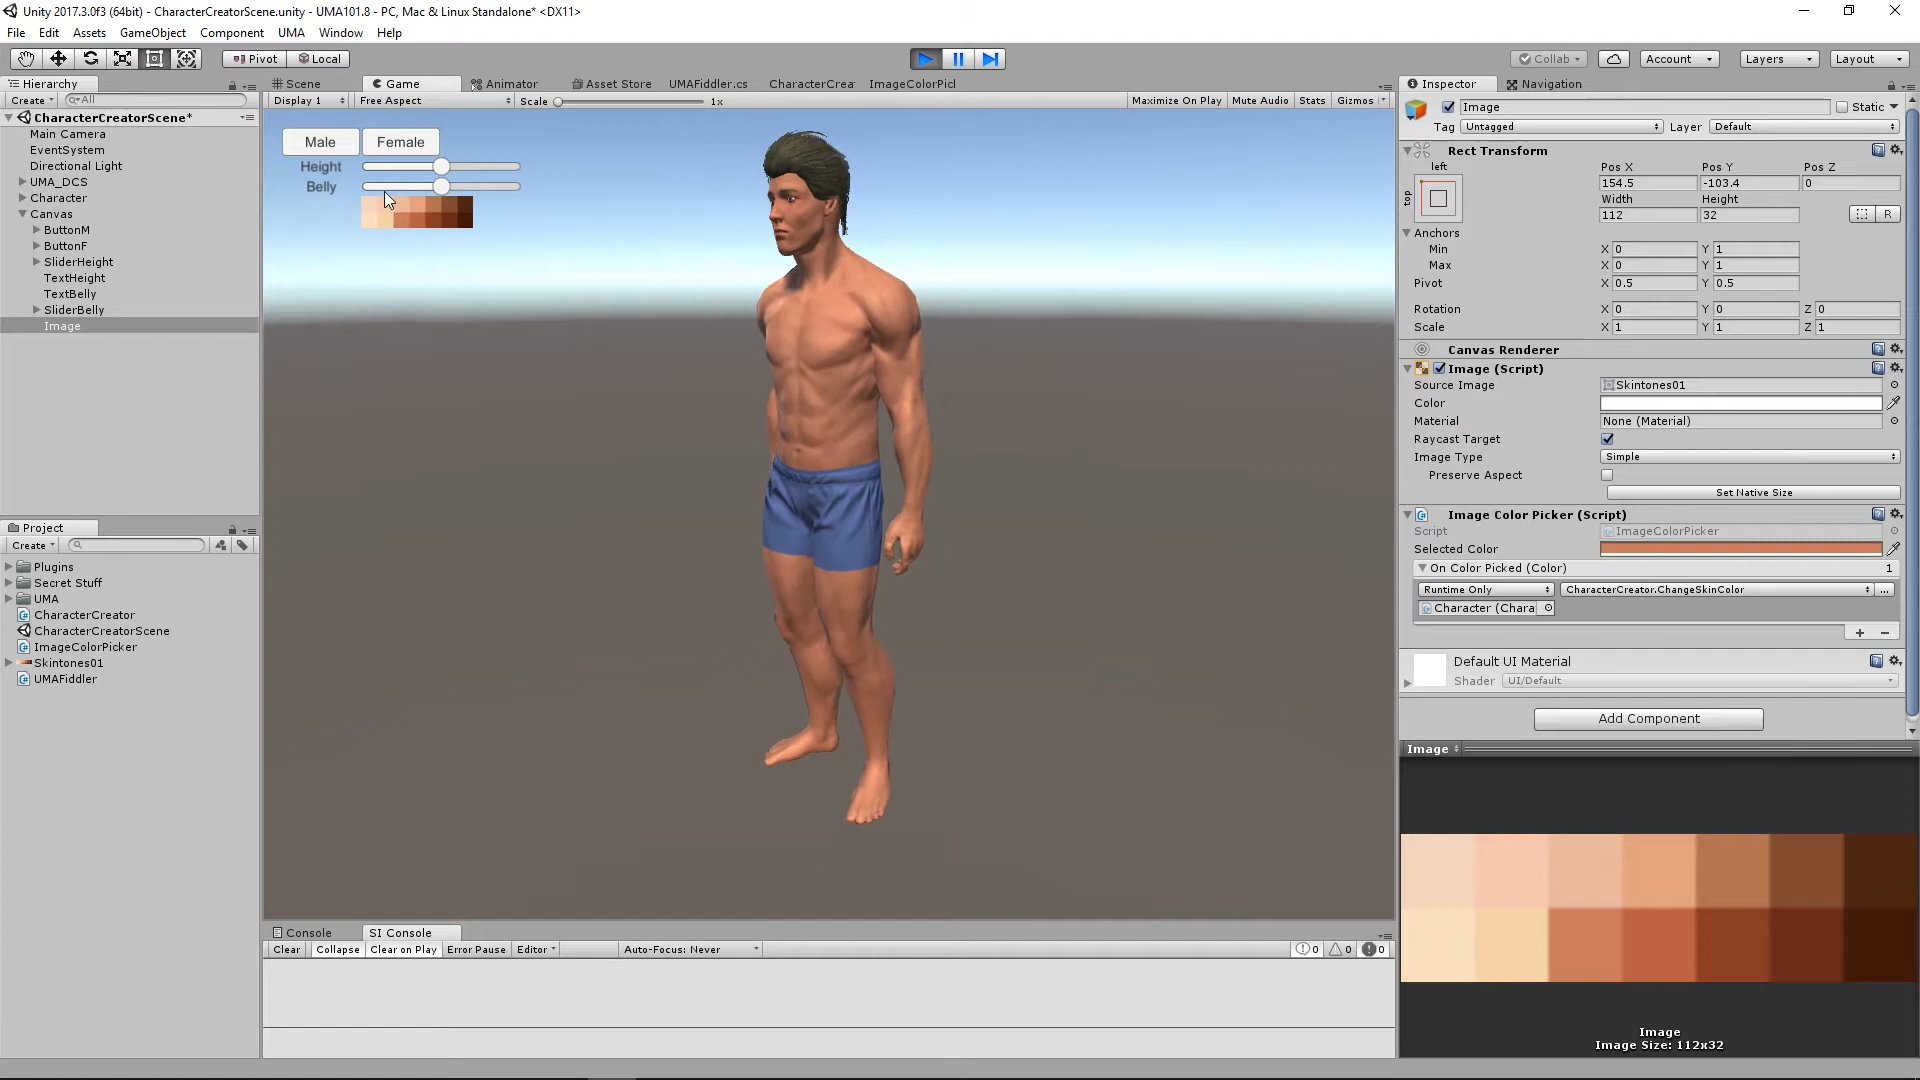 Unity 2017.3.0f3 (64bit) - CharacterCreatorScene.unity - UMA101.8 - PC, Mac & Linux Standalone* <DX11>
File Edit Assets GameObject Component UMA Window Help
Pivot Local Collab Account Layers Layout
Hierarchy Scene Game Animator Asset Store UMAFiddler.cs CharacterCrea ImageColorPicl Inspector Navigation
Create All Display 1 Free Aspect Scale 1x Maximize On Play Mute Audio Stats Gizmos
CharacterCreatorScene*
Main Camera
EventSystem
Directional Light
UMA_DCS
Character
Canvas
ButtonM
ButtonF
SliderHeight
TextHeight
TextBelly
SliderBelly
Image
Male Female
Height
Belly
Image Static
Tag Untagged Layer Default
Rect Transform
left Pos X Pos Y Pos Z
top 154.5 -103.4 0
Width Height
112 32 R
Anchors
Min X 0 Y 1
Max X 0 Y 1
Pivot X 0.5 Y 0.5
Rotation X 0 Y 0 Z 0
Scale X 1 Y 1 Z 1
Canvas Renderer
Image (Script)
Source Image Skintones01
Color
Material None (Material)
Raycast Target
Image Type Simple
Preserve Aspect
Set Native Size
Image Color Picker (Script)
Script ImageColorPicker
Selected Color
On Color Picked (Color) 1
Runtime Only CharacterCreator.ChangeSkinColor ...
Character (Chara
+ −
Default UI Material
Shader UI/Default
Add Component
Image
Image
Image Size: 112x32
Project
Create
Plugins
Secret Stuff
UMA
CharacterCreator
CharacterCreatorScene
ImageColorPicker
Skintones01
UMAFiddler
Console SI Console
Clear Collapse Clear on Play Error Pause Editor Auto-Focus: Never 0 0 0